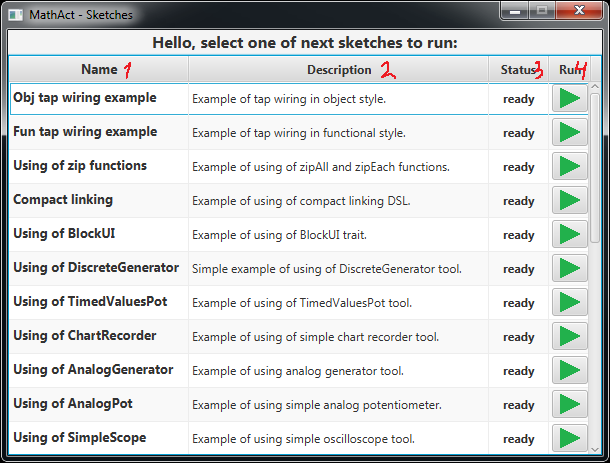 MathAct - Sketches
Hello, select one of next sketches to run:
Name 1 Description 2 Status 3 Run 4
Obj tap wiring example Example of tap wiring in object style. ready
Fun tap wiring example Example of tap wiring in functional style. ready
Using of zip functions Example of using of zipAll and zipEach functions. ready
Compact linking Example of using of compact linking DSL. ready
Using of BlockUI Example of using of BlockUI trait. ready
Using of DiscreteGenerator Simple example of using of DiscreteGenerator tool. ready
Using of TimedValuesPot Example of using of TimedValuesPot tool. ready
Using of ChartRecorder Example of using of simple chart recorder tool. ready
Using of AnalogGenerator Example of using analog generator tool. ready
Using of AnalogPot Example of using simple analog potentiometer. ready
Using of SimpleScope Example of using simple oscilloscope tool. ready